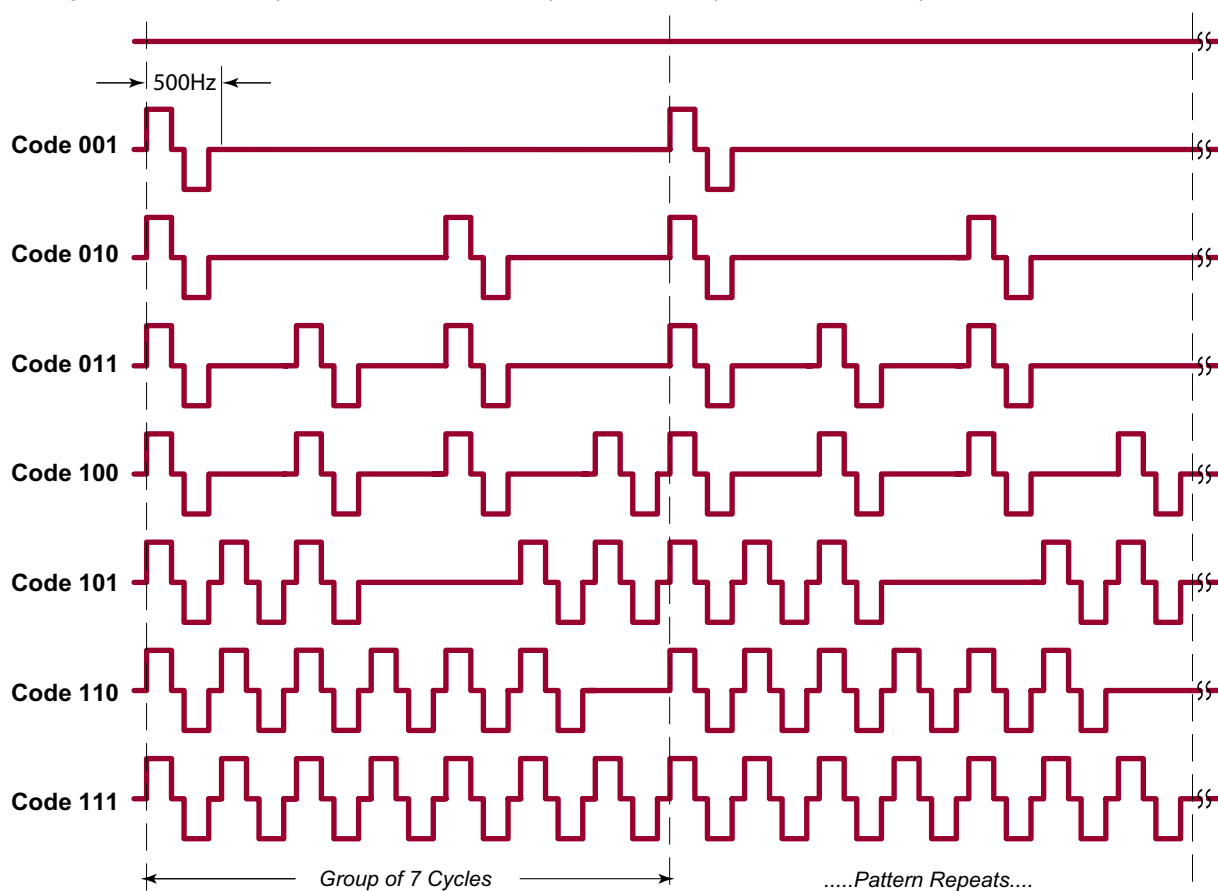 500Hz
Code 001
Code 010
Code 011
Code 100
Code 101
Code 110
Code 111
Group of 7 Cycles
.....Pattern Repeats....